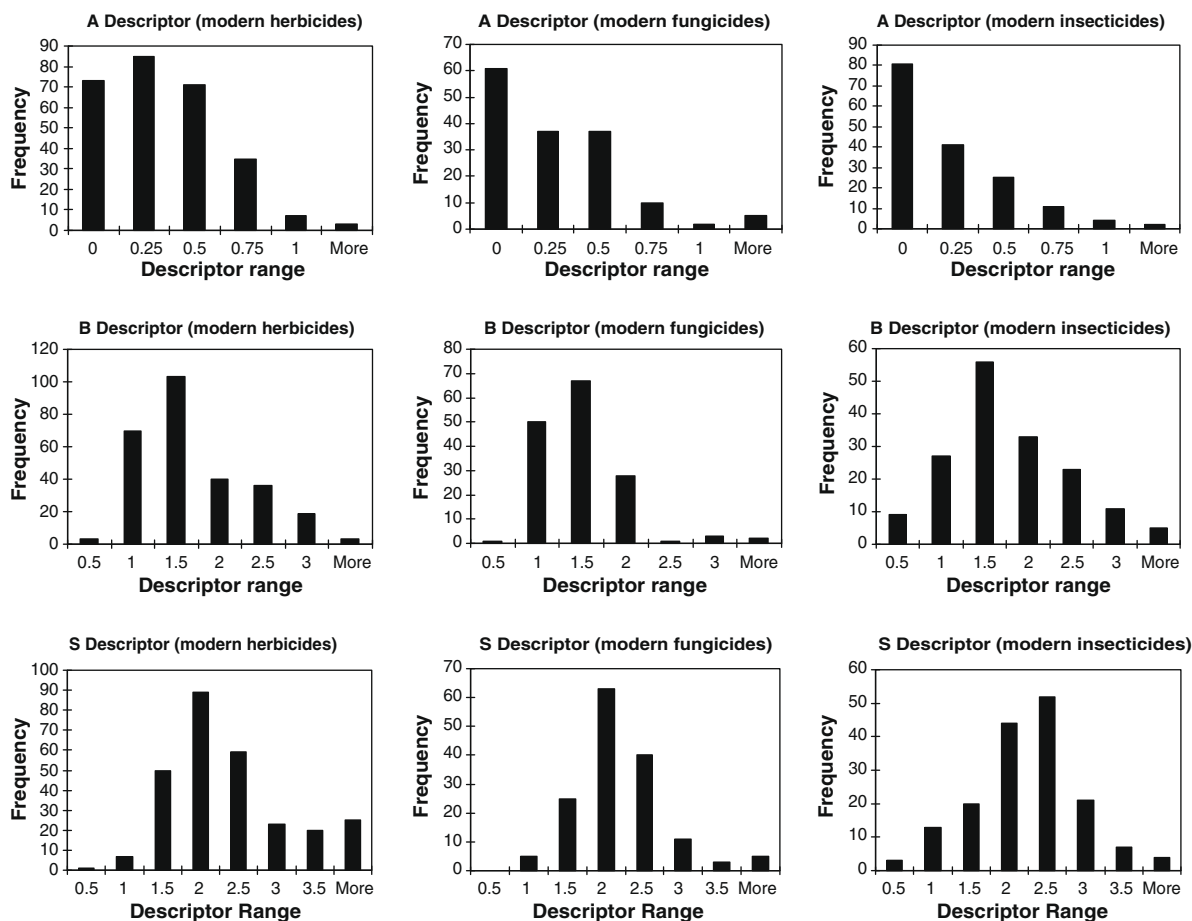 A Descriptor (modern herbicides)
Frequency
90
80
70
60
50
40
30
20
10
0
0 0.25 0.5 0.75 1 More
Descriptor range
A Descriptor (modern fungicides)
Frequency
70
60
50
40
30
20
10
0
0 0.25 0.5 0.75 1 More
Descriptor range
A Descriptor (modern insecticides)
Frequency
90
80
70
60
50
40
30
20
10
0
0 0.25 0.5 0.75 1 More
Descriptor range
B Descriptor (modern herbicides)
Frequency
120
100
80
60
40
20
0
0.5 1 1.5 2 2.5 3 More
Descriptor range
B Descriptor (modern fungicides)
Frequency
80
70
60
50
40
30
20
10
0
0.5 1 1.5 2 2.5 3 More
Descriptor range
B Descriptor (modern insecticides)
Frequency
60
50
40
30
20
10
0
0.5 1 1.5 2 2.5 3 More
Descriptor range
S Descriptor (modern herbicides)
Frequency
100
90
80
70
60
50
40
30
20
10
0
0.5 1 1.5 2 2.5 3 3.5 More
Descriptor Range
S Descriptor (modern fungicides)
Frequency
70
60
50
40
30
20
10
0
0.5 1 1.5 2 2.5 3 3.5 More
Descriptor Range
S Descriptor (modern insecticides)
Frequency
60
50
40
30
20
10
0
0.5 1 1.5 2 2.5 3 3.5 More
Descriptor Range